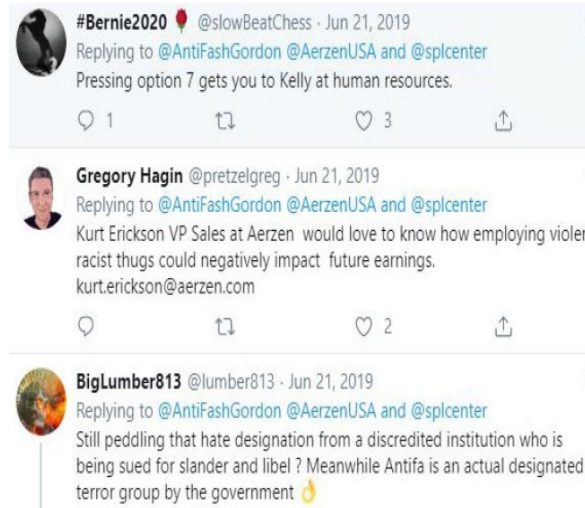 #Bernie2020 🌹 @slowBeatChess · Jun 21, 2019
Replying to @AntiFashGordon @AerzenUSA and @splcenter
Pressing option 7 gets you to Kelly at human resources.
1 3
Gregory Hagin @pretzelgreg · Jun 21, 2019
Replying to @AntiFashGordon @AerzenUSA and @splcenter
Kurt Erickson VP Sales at Aerzen would love to know how employing violen
racist thugs could negatively impact future earnings.
kurt.erickson@aerzen.com
2
BigLumber813 @lumber813 · Jun 21, 2019
Replying to @AntiFashGordon @AerzenUSA and @splcenter
Still peddling that hate designation from a discredited institution who is
being sued for slander and libel ? Meanwhile Antifa is an actual designated
terror group by the government 👌